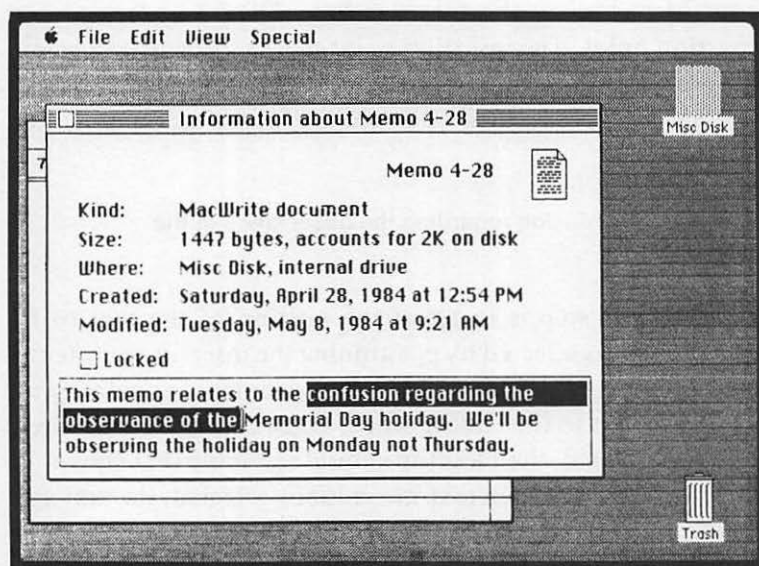 File Edit View Special
Misc Disk
Information about Memo 4-28
7
Memo 4-28
Kind: MacWrite document
Size: 1447 bytes, accounts for 2K on disk
Where: Misc Disk, internal drive
Created: Saturday, April 28, 1984 at 12:54 PM
Modified: Tuesday, May 8, 1984 at 9:21 AM
Locked
This memo relates to the confusion regarding the
observance of the Memorial Day holiday. We'll be
observing the holiday on Monday not Thursday.
Trash